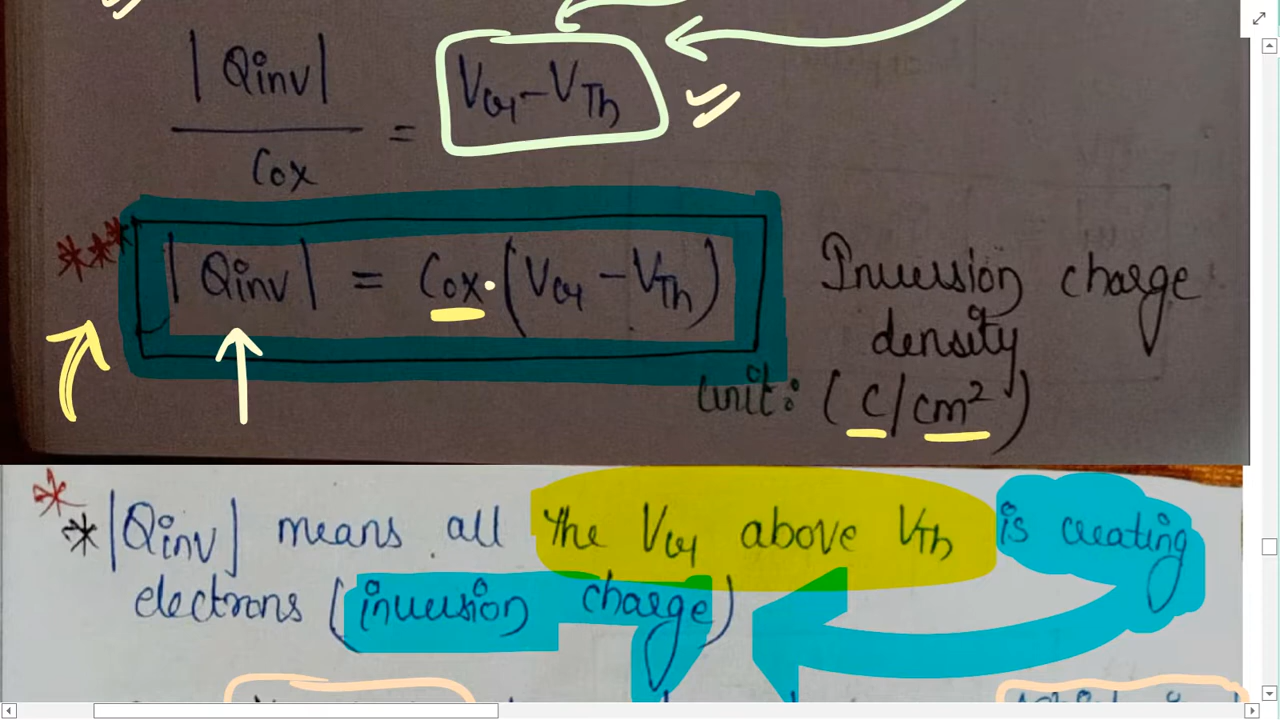 |Qinv|
Cox
= VG - VTh
*** |Qinv| = Cox. (VG - VTh)
Inversion charge
density
unit: (C/cm²)
* * |Qinv| means all the VG above VTh is creating
electrons (inversion charge)